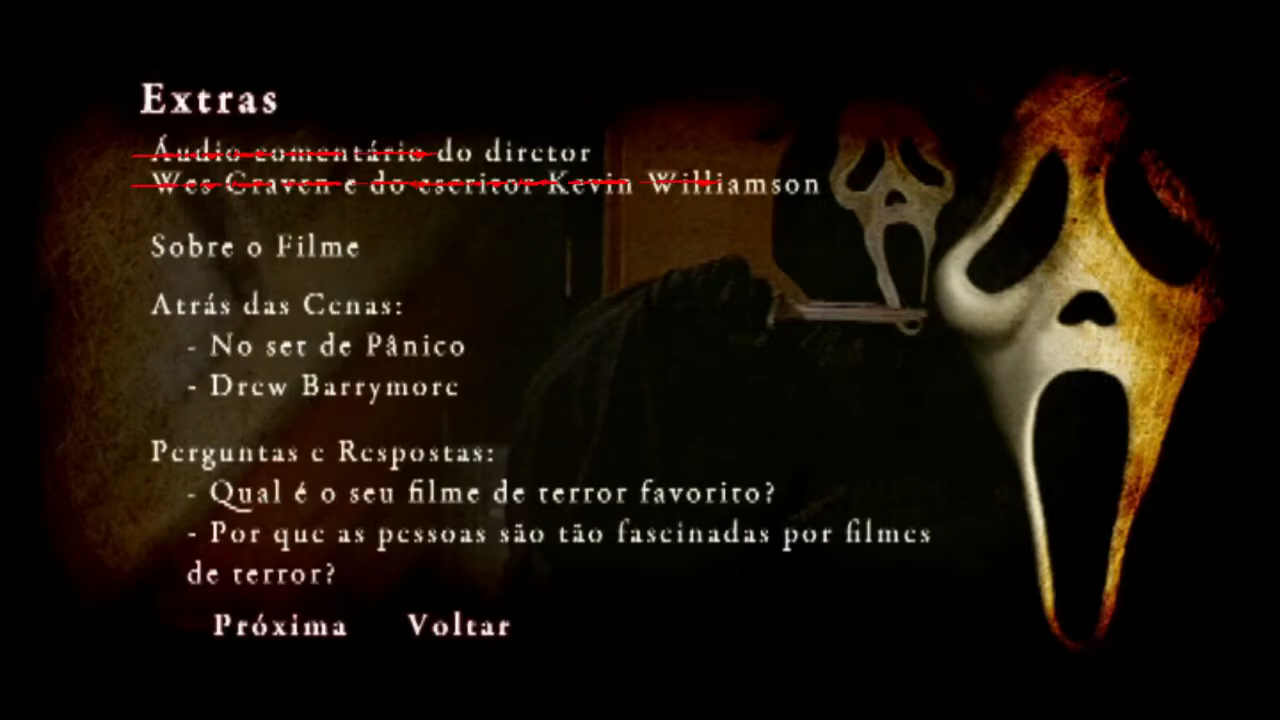 Extras
Áudio comentário do diretor
Wes Craven e do escritor Kevin Williamson
Sobre o Filme
Atrás das Cenas:
- No set de Pânico
- Drew Barrymore
Perguntas e Respostas:
- Qual é o seu filme de terror favorito?
- Por que as pessoas são tão fascinadas por filmes
de terror?
Próxima Voltar